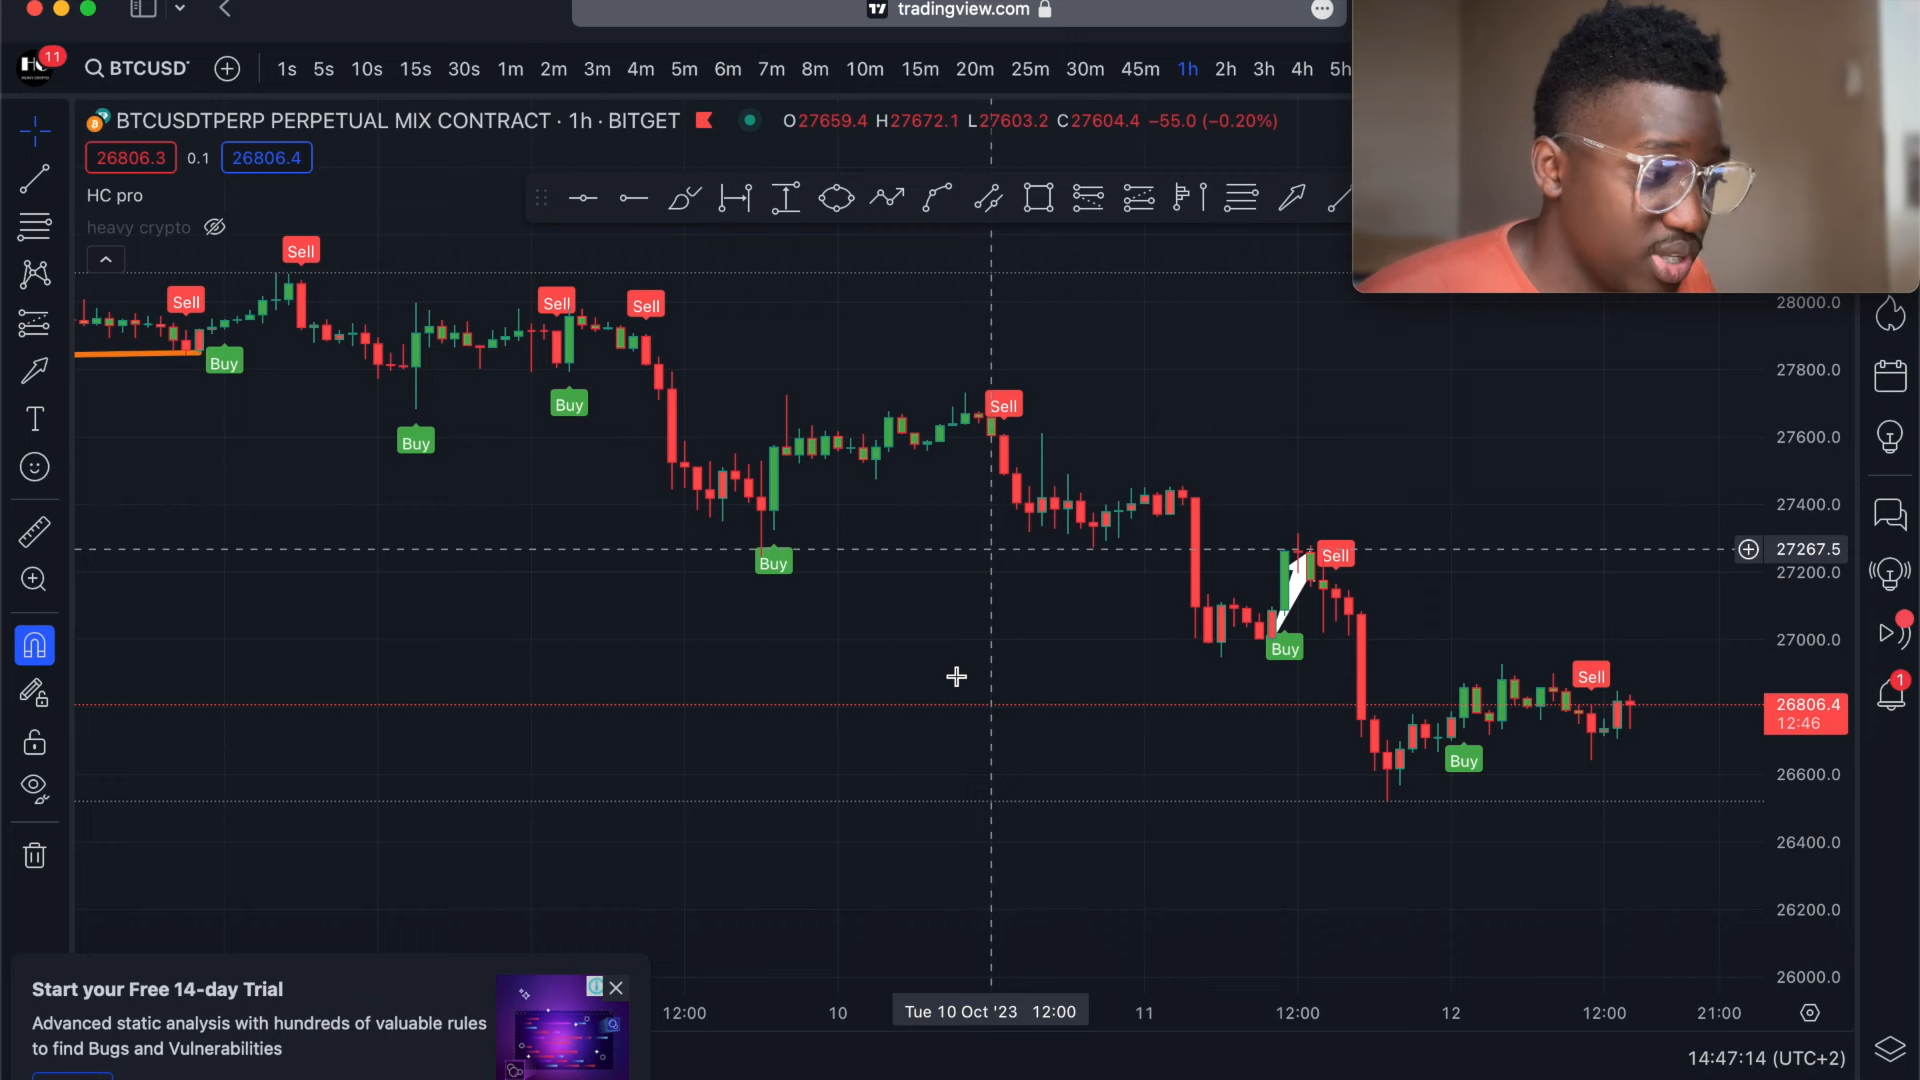 tradingview.com
HC
11
BTCUSDT
1s 5s 10s 15s 30s 1m 2m 3m 4m 5m 6m 7m 8m 10m 15m 20m 25m 30m 45m 1h 2h 3h 4h 5h
BTCUSDTPERP PERPETUAL MIX CONTRACT · 1h · BITGET
O27659.4 H27672.1 L27603.2 C27604.4 −55.0 (−0.20%)
26806.3 0.1 26806.4
HC pro
heavy crypto
Sell
Sell
Sell
Sell
Sell
Sell
Sell
Buy
Buy
Buy
Buy
Buy
Buy
28000.0
27800.0
27600.0
27400.0
27267.5
27200.0
27000.0
26806.4
12:46
26600.0
26400.0
26200.0
26000.0
1
Start your Free 14-day Trial
Advanced static analysis with hundreds of valuable rules
to find Bugs and Vulnerabilities
12:00 10 Tue 10 Oct '23 12:00 11 12:00 12 12:00 21:00
14:47:14 (UTC+2)